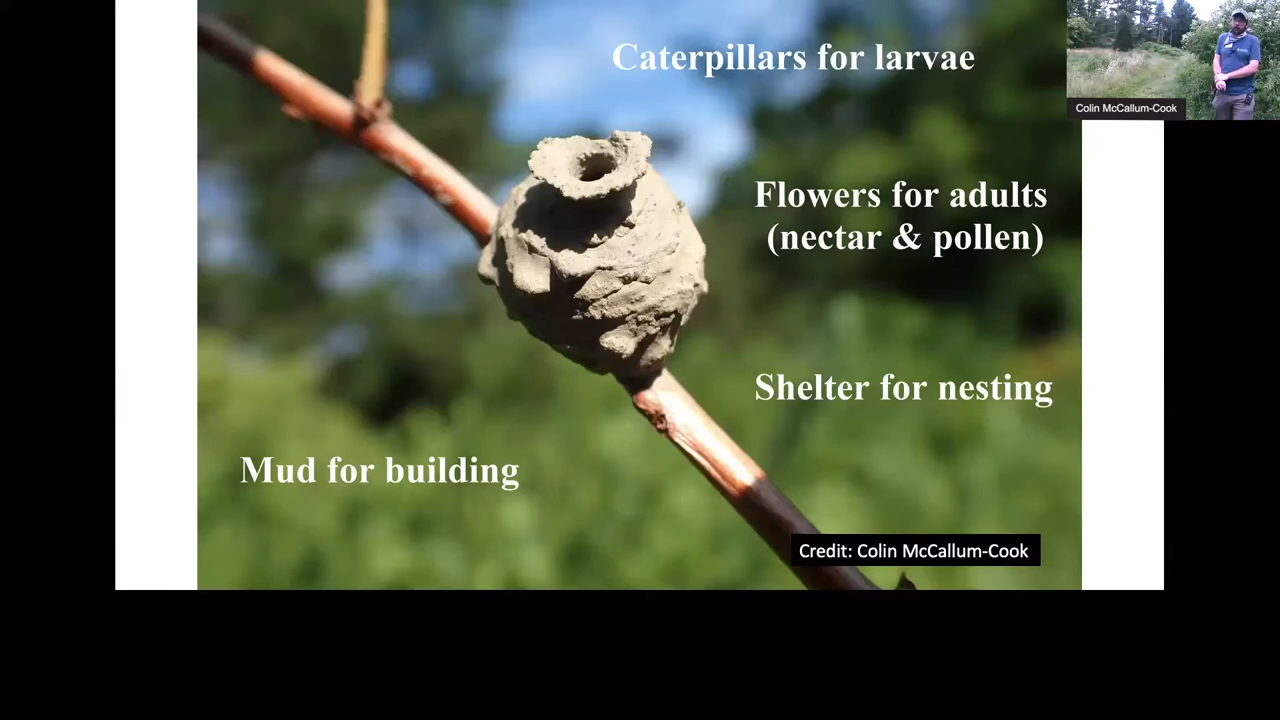 Caterpillars for larvae
Colin McCallum-Cook
Flowers for adults
(nectar & pollen)
Shelter for nesting
Mud for building
Credit: Colin McCallum-Cook